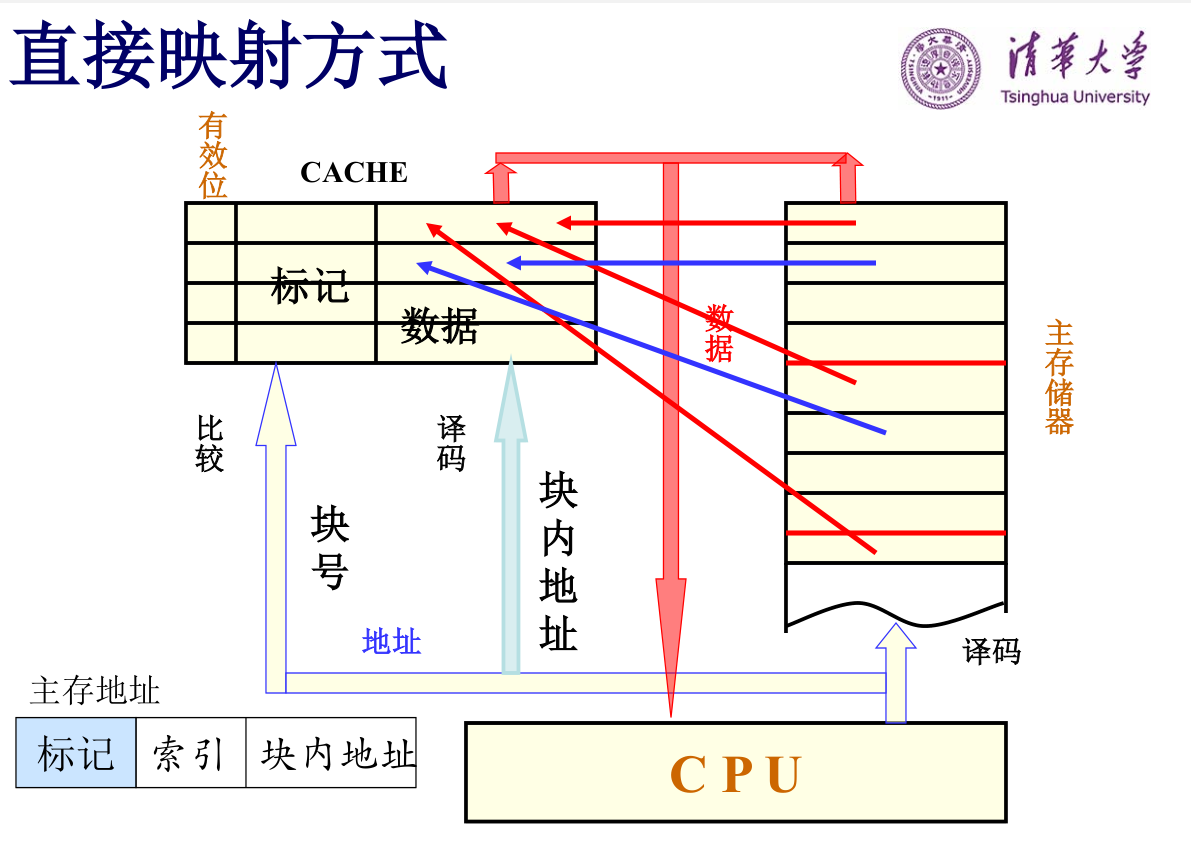 直接映射方式
清华大学
Tsinghua University
有效位
CACHE
标记
数据
数据
主存储器
比较
译码
块号
块内地址
地址
译码
主存地址
标记 索引 块内地址
CPU